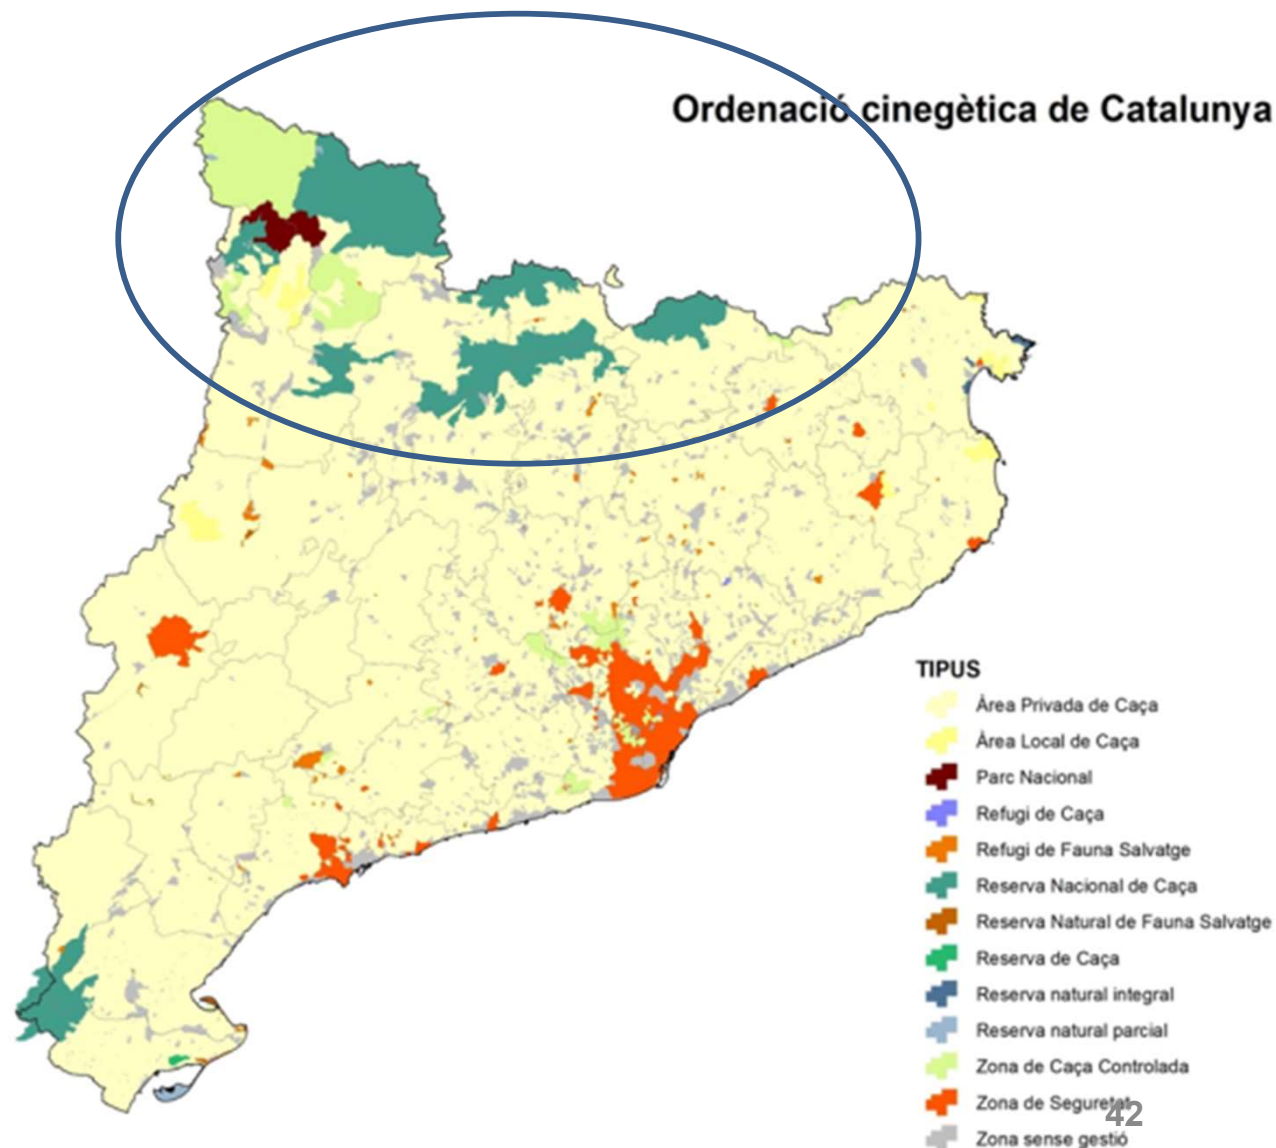 Ordenació cinegètica de Catalunya
TIPUS
Àrea Privada de Caça
Àrea Local de Caça
Parc Nacional
Refugi de Caça
Refugi de Fauna Salvatge
Reserva Nacional de Caça
Reserva Natural de Fauna Salvatge
Reserva de Caça
Reserva natural integral
Reserva natural parcial
Zona de Caça Controlada
Zona de Seguretat
42
Zona sense gestió